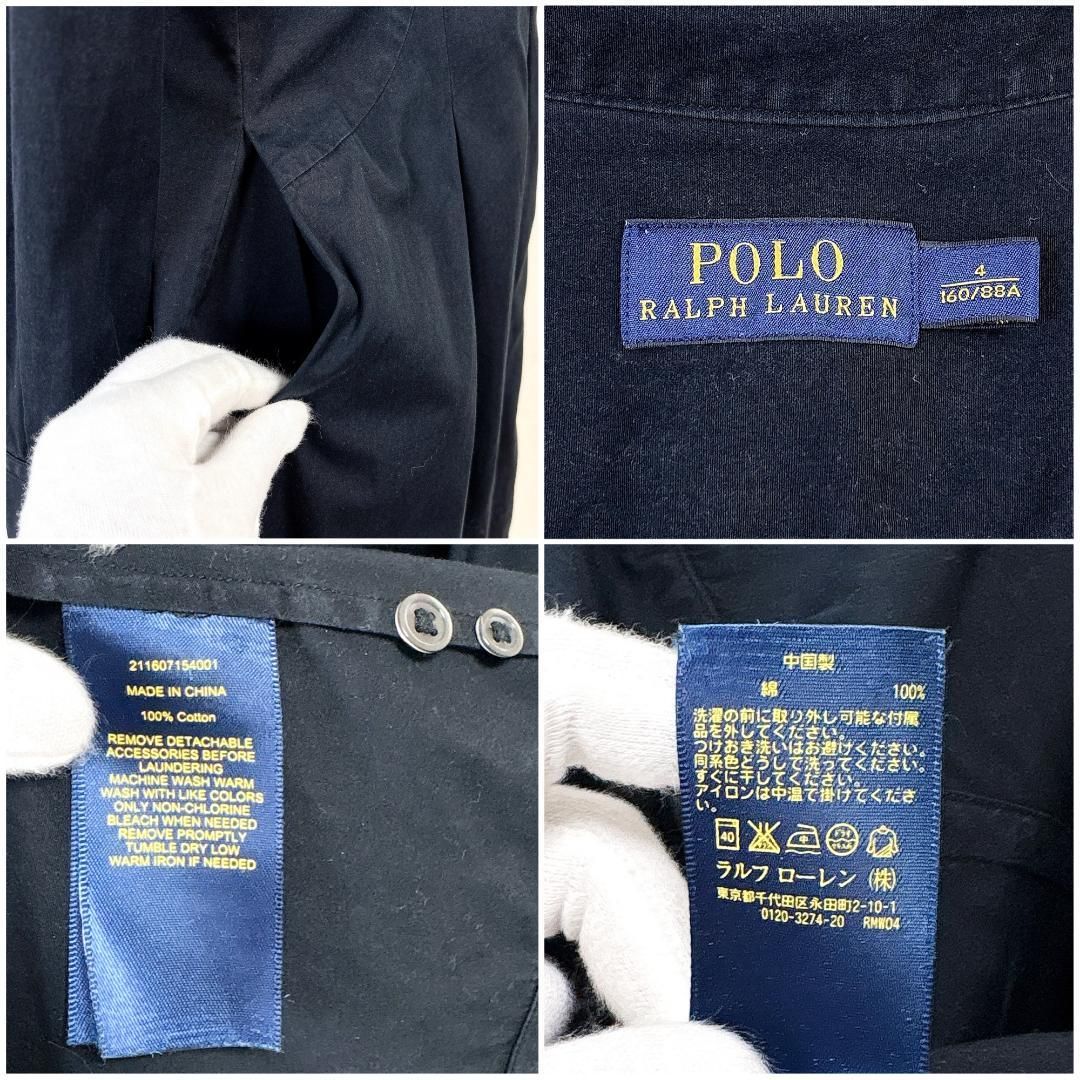 POLO
RALPH LAUREN
4
160/88A
211607154001
MADE IN CHINA
100% Cotton
REMOVE DETACHABLE
ACCESSORIES BEFORE
LAUNDERING
MACHINE WASH WARM
WASH WITH LIKE COLORS
ONLY NON-CHLORINE
BLEACH WHEN NEEDED
REMOVE PROMPTLY
TUMBLE DRY LOW
WARM IRON IF NEEDED
中国製
綿 100%
洗濯の前に取り外し可能な付属
品を外してください。
つけおき洗いはお避けください。
同系色どうしで洗ってください。
すぐに干してください。
アイロンは中温で掛けてくださ
い。
40 中
ラルフ ローレン (株)
東京都千代田区永田町2-10-1
0120-3274-20 RMW04